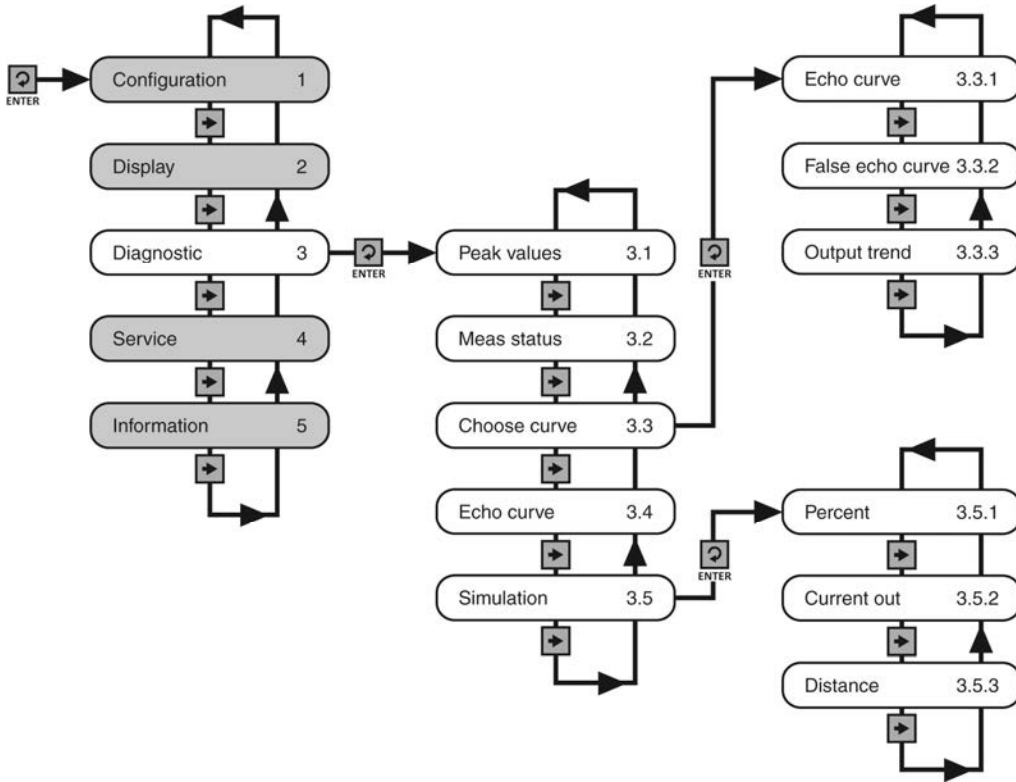 Configuration 1
ENTER
Display 2
Diagnostic 3
ENTER
Service 4
Information 5
Peak values 3.1
Meas status 3.2
Choose curve 3.3
Echo curve 3.4
Simulation 3.5
ENTER
Echo curve 3.3.1
False echo curve 3.3.2
Output trend 3.3.3
ENTER
Percent 3.5.1
Current out 3.5.2
Distance 3.5.3